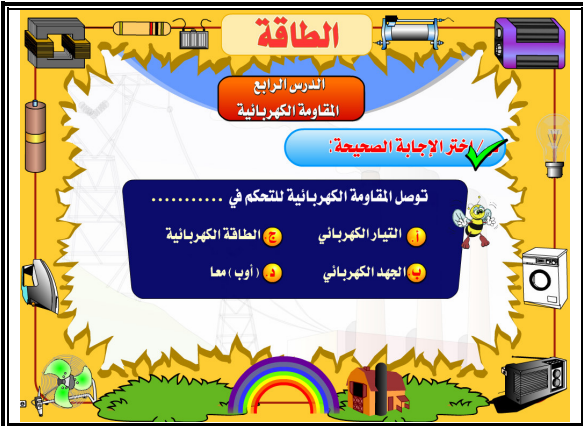 الطاقة
الدرس الرابع
المقاومة الكهربائية
اختر الإجابة الصحيحة:
توصل المقاومة الكهربائية للتحكم في ...........
أ. التيار الكهربائي
ج الطاقة الكهربائية
ب الجهد الكهربائي
د. ( أوب ) معا